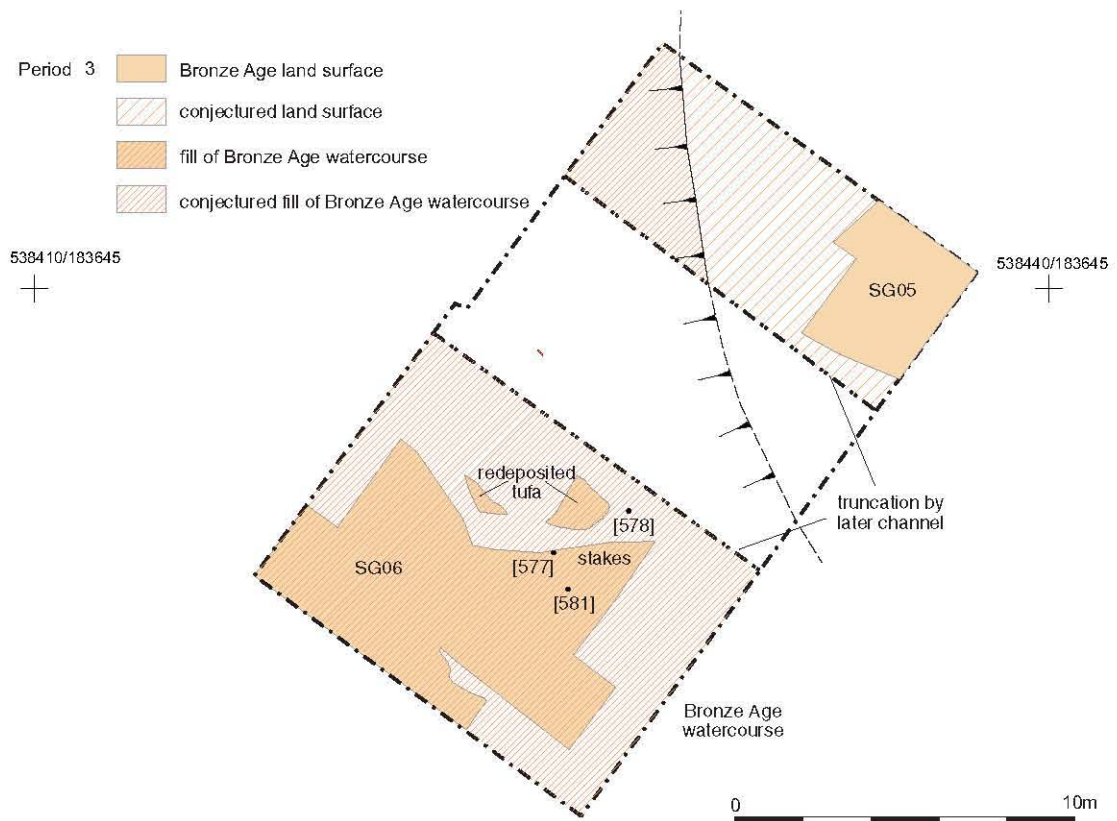 Period 3
Bronze Age land surface
conjectured land surface
fill of Bronze Age watercourse
conjectured fill of Bronze Age watercourse
538410/183645
538440/183645
SG05
redeposited
tufa
[578]
truncation by
later channel
stakes
[577]
SG06
[581]
Bronze Age
watercourse
0
10m